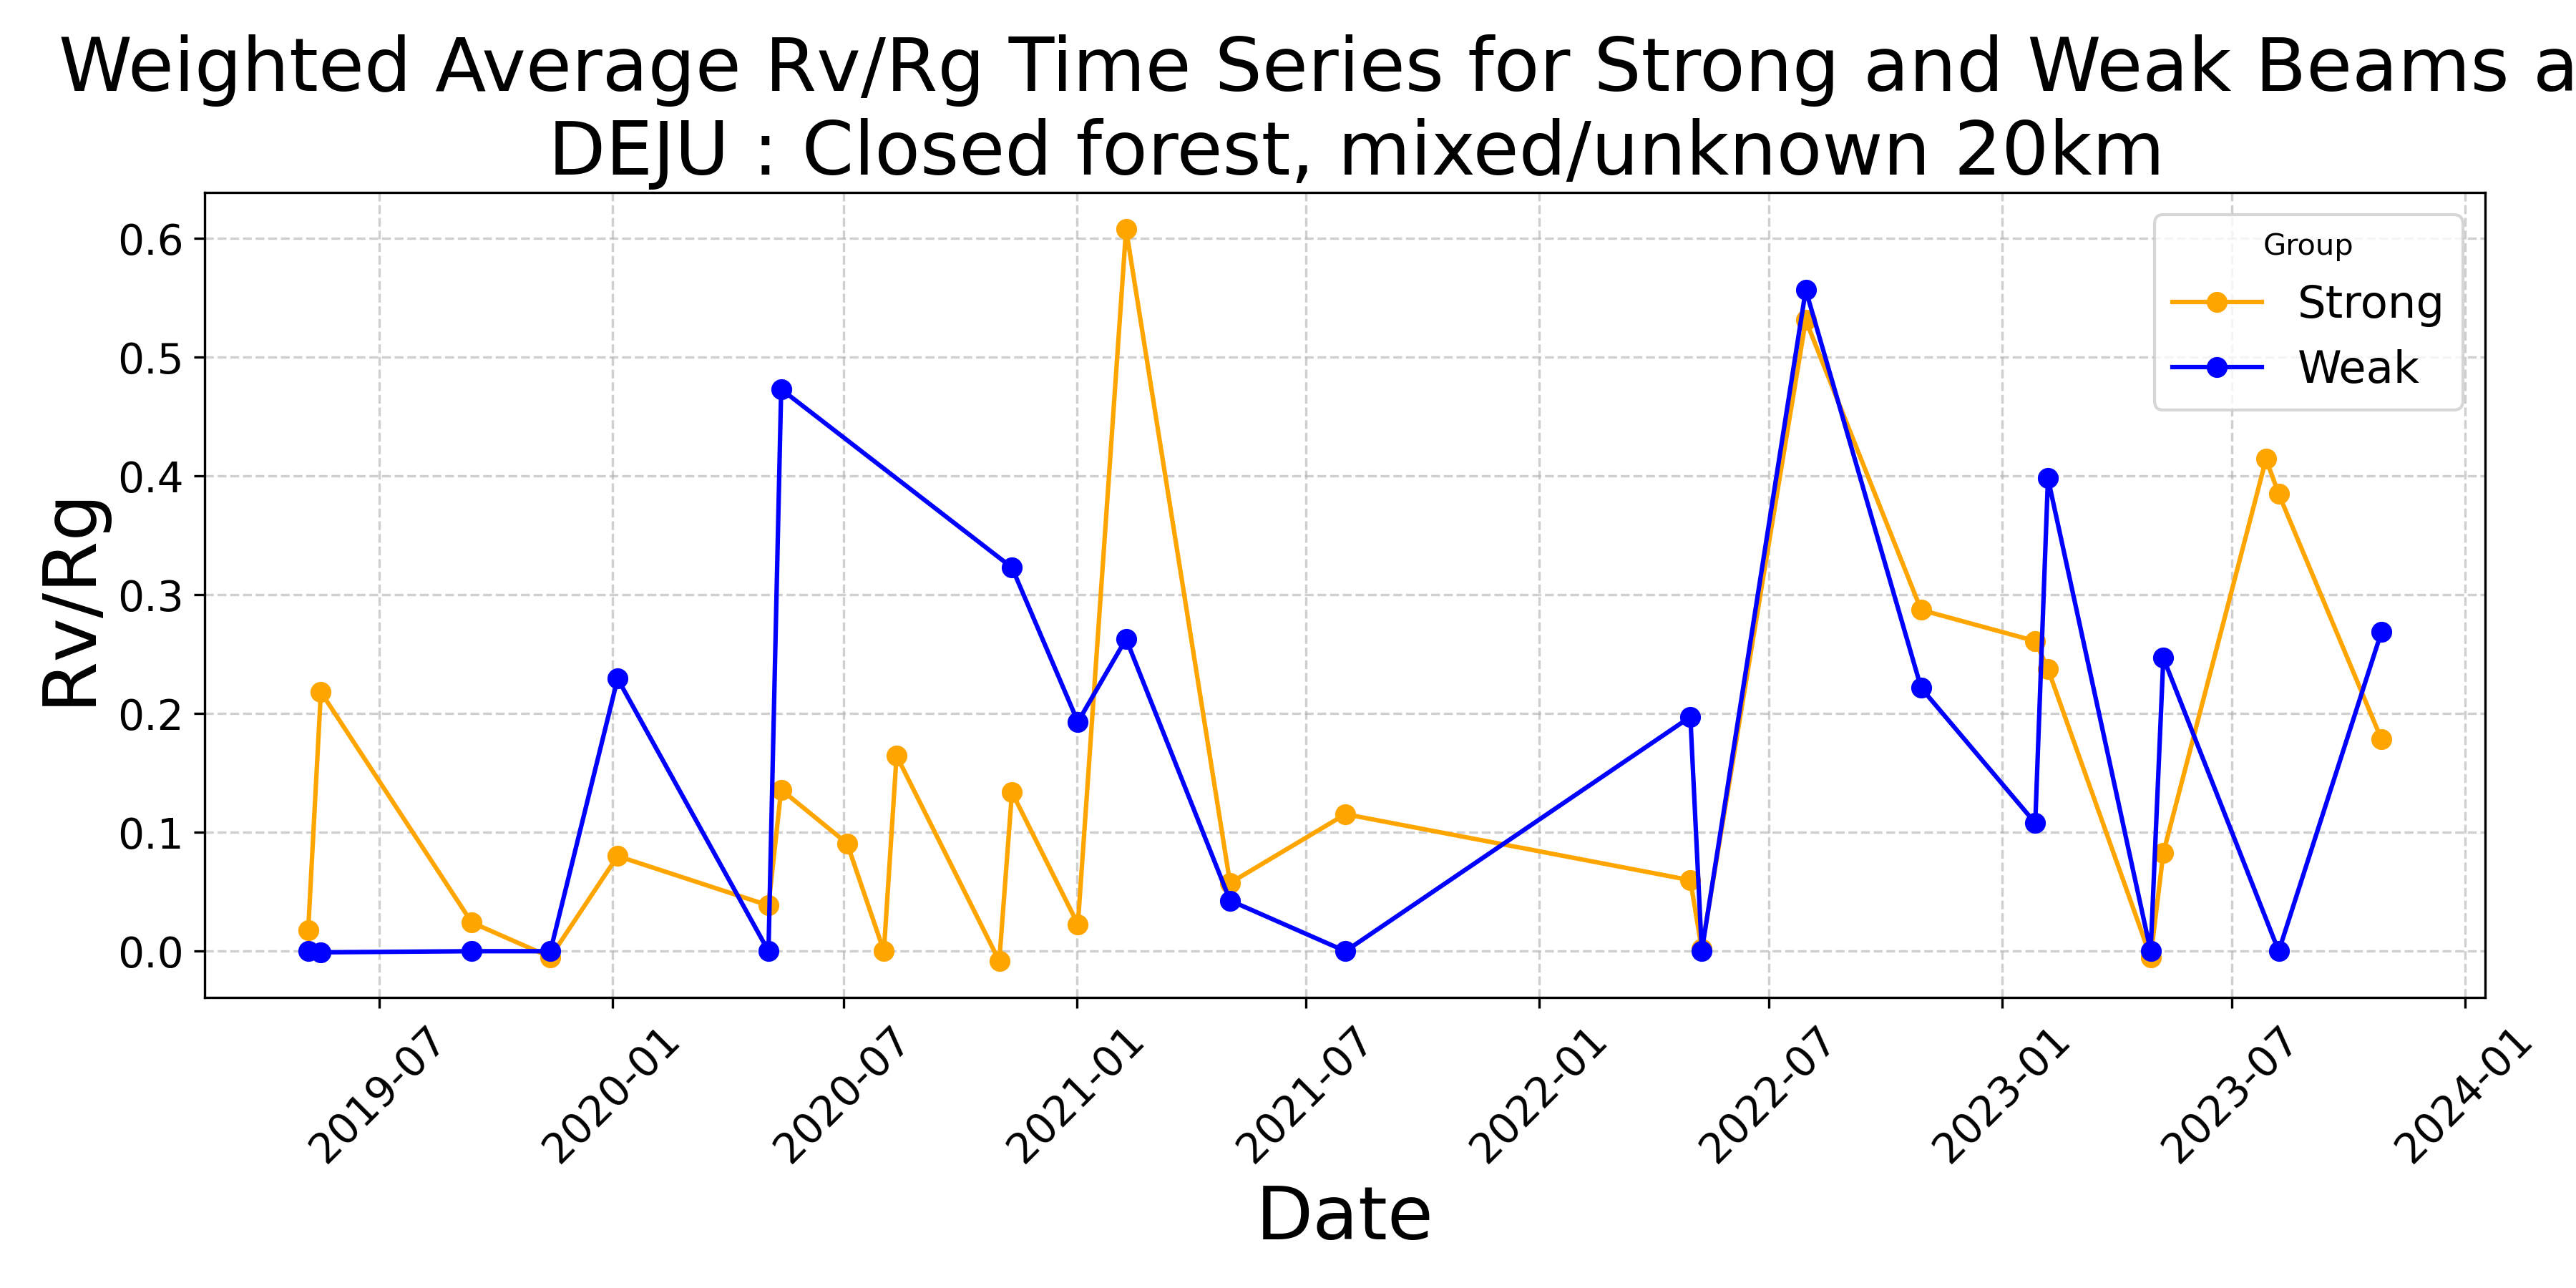 Weighted Average Rv/Rg Time Series for Strong and Weak Beams a
DEJU : Closed forest, mixed/unknown 20km
Group
Strong
Weak
Rv/Rg
0.6
0.5
0.4
0.3
0.2
0.1
0.0
2019-07
2020-01
2020-07
2021-01
2021-07
2022-01
2022-07
2023-01
2023-07
2024-01
Date